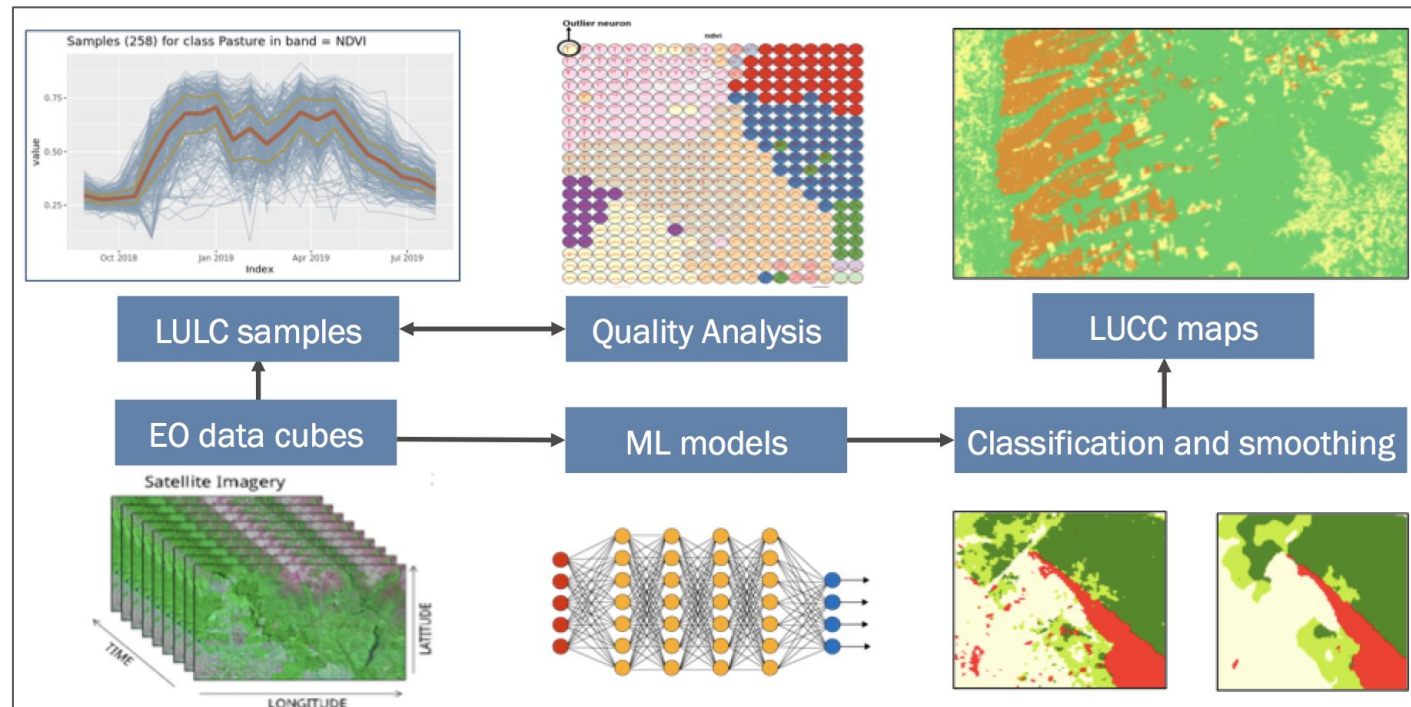 Samples (258) for class Pasture in band = NDVI
value
0.75
0.50
0.25
Oct 2018
Jan 2019
Apr 2019
Jul 2019
Index
Outlier neuron
ndvi
LULC samples
Quality Analysis
LUCC maps
EO data cubes
ML models
Classification and smoothing
Satellite Imagery
TIME
LATITUDE
LONGITUDE